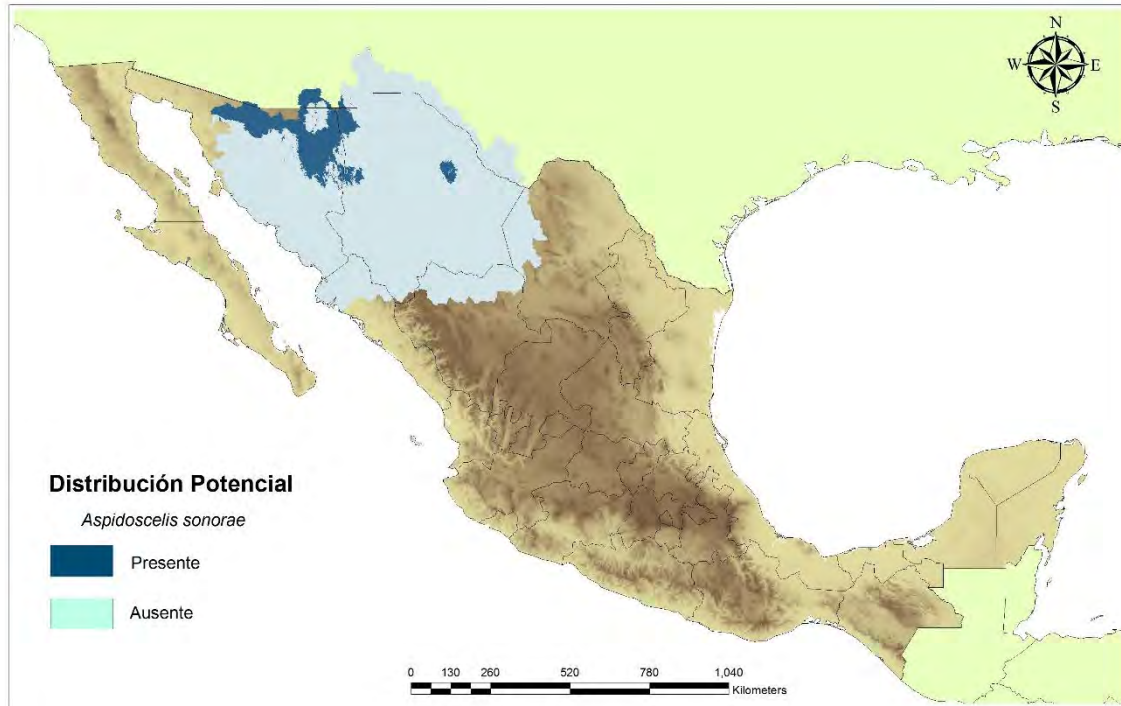 N
W E
S
Distribución Potencial
Aspidoscelis sonorae
Presente
Ausente
0 130 260 520 780 1,040
Kilometers